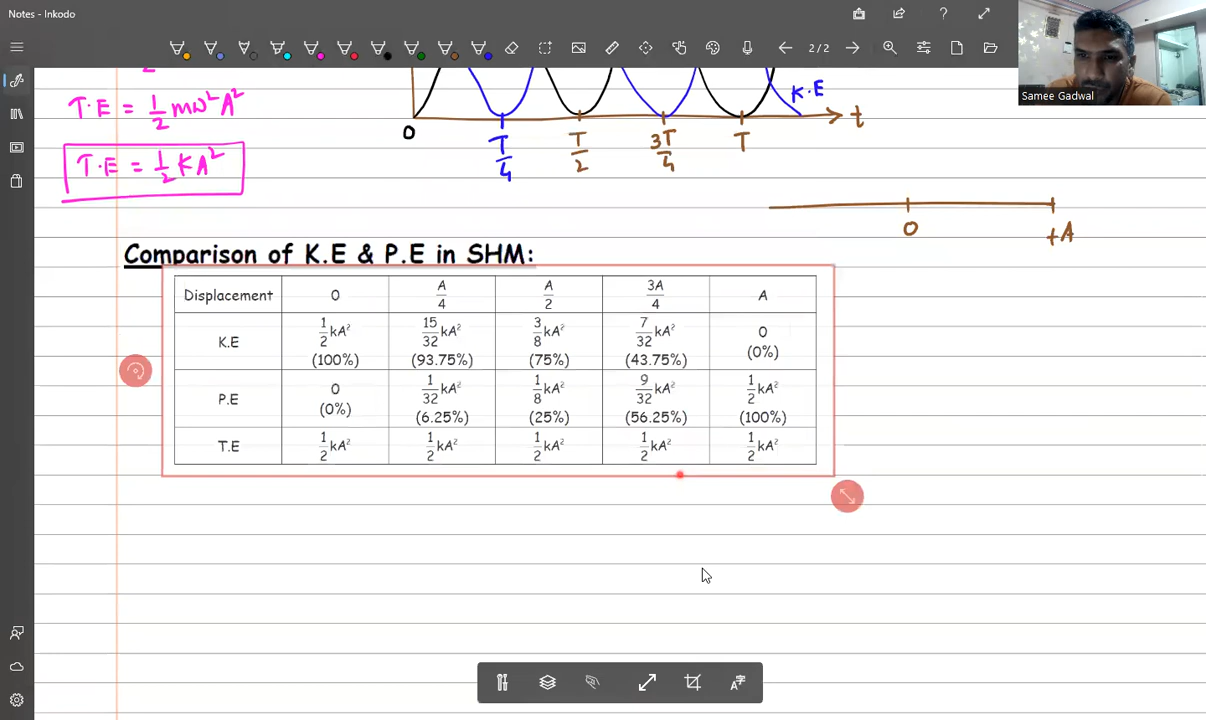 Notes - Inkodo
2/2
Samee Gadwal
T.E = 1/2 mω²A²
T.E = 1/2 KA²
K.E
0
T/4
T/2
3T/4
T
t
0
+A
Comparison of K.E & P.E in SHM:
Displacement 0 A/4 A/2 3A/4 A
K.E 1/2 kA² (100%) 15/32 kA² (93.75%) 3/8 kA² (75%) 7/32 kA² (43.75%) 0 (0%)
P.E 0 (0%) 1/32 kA² (6.25%) 1/8 kA² (25%) 9/32 kA² (56.25%) 1/2 kA² (100%)
T.E 1/2 kA² 1/2 kA² 1/2 kA² 1/2 kA² 1/2 kA²